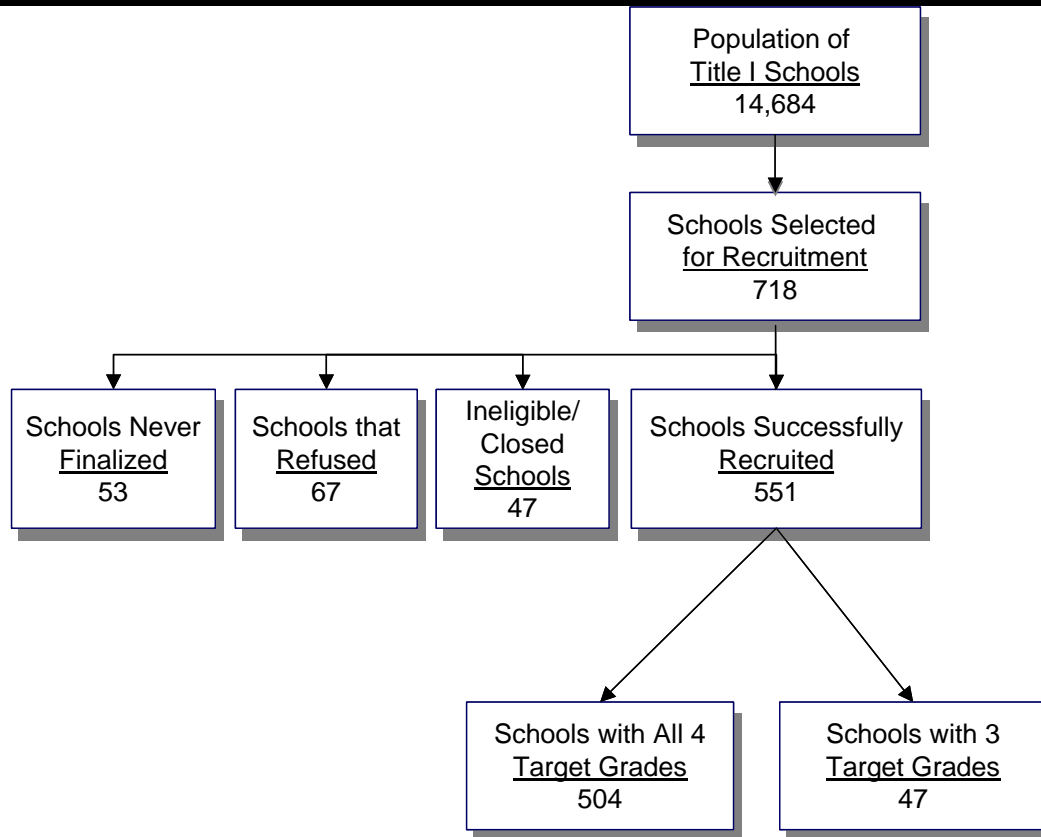 Population of
Title I Schools
14,684
Schools Selected
for Recruitment
718
Schools Never
Finalized
53
Schools that
Refused
67
Ineligible/
Closed
Schools
47
Schools Successfully
Recruited
551
Schools with All 4
Target Grades
504
Schools with 3
Target Grades
47